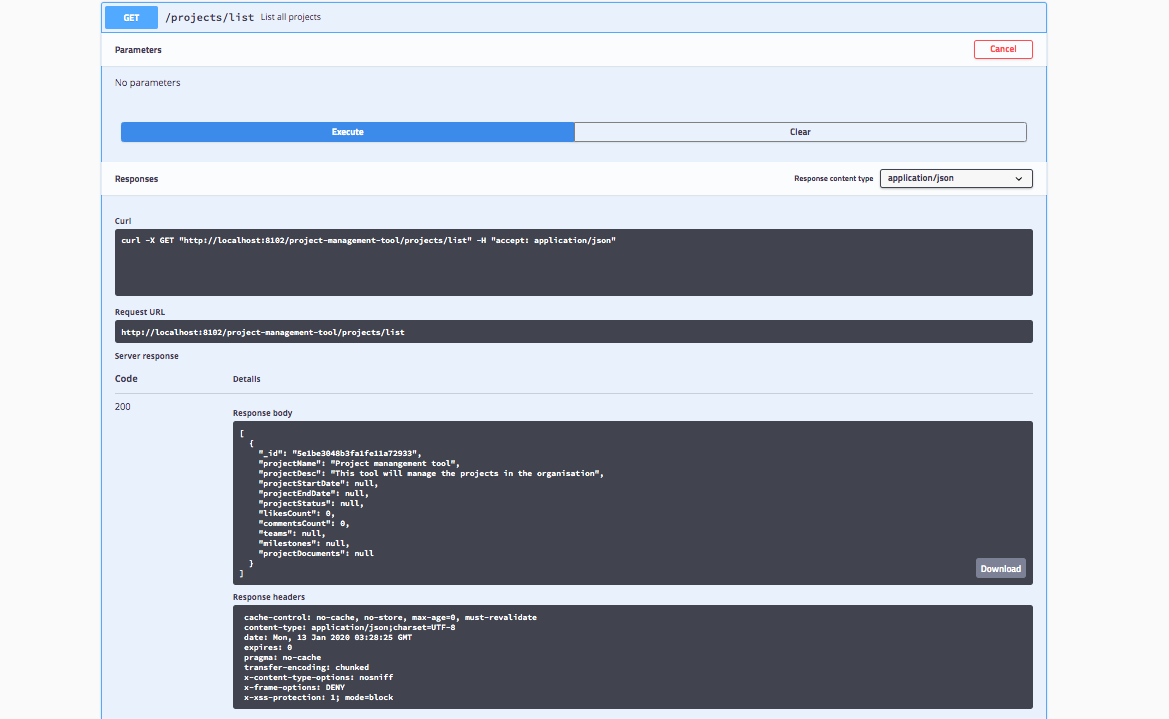 GET /projects/list List all projects
Parameters
Cancel
No parameters
Execute
Clear
Responses
Response content type
application/json
Curl
curl -X GET "http://localhost:8102/project-management-tool/projects/list" -H "accept: application/json"
Request URL
http://localhost:8102/project-management-tool/projects/list
Server response
Code
Details
200
Response body
[
{
"_id": "5e1be3048b3fa1fe11a72933",
"projectName": "Project manangement tool",
"projectDesc": "This tool will manage the projects in the organisation",
"projectStartDate": null,
"projectEndDate": null,
"projectStatus": null,
"likesCount": 0,
"commentsCount": 0,
"teams": null,
"milestones": null,
"projectDocuments": null
}
]
Download
Response headers
cache-control: no-cache, no-store, max-age=0, must-revalidate
content-type: application/json;charset=UTF-8
date: Mon, 13 Jan 2020 03:28:25 GMT
expires: 0
pragma: no-cache
transfer-encoding: chunked
x-content-type-options: nosniff
x-frame-options: DENY
x-xss-protection: 1; mode=block